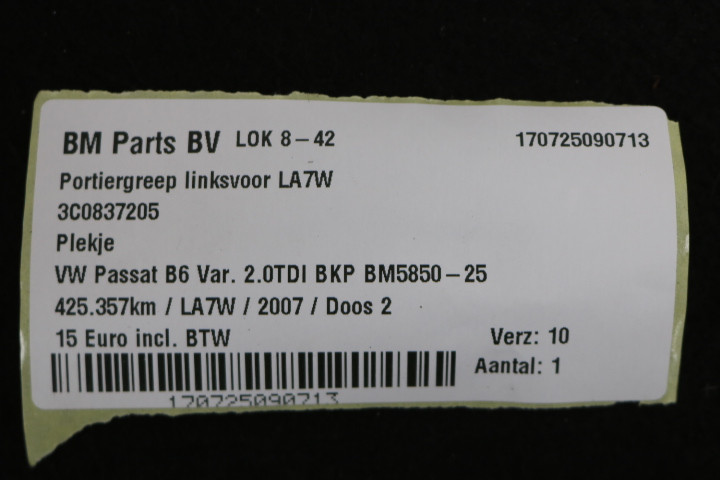 BM Parts BV LOK 8-42 170725090713
Portiergreep linksvoor LA7W
3C0837205
Plekje
VW Passat B6 Var. 2.0TDI BKP BM5850-25
425.357km / LA7W / 2007 / Doos 2
15 Euro incl. BTW Verz: 10
Aantal: 1
170725090713